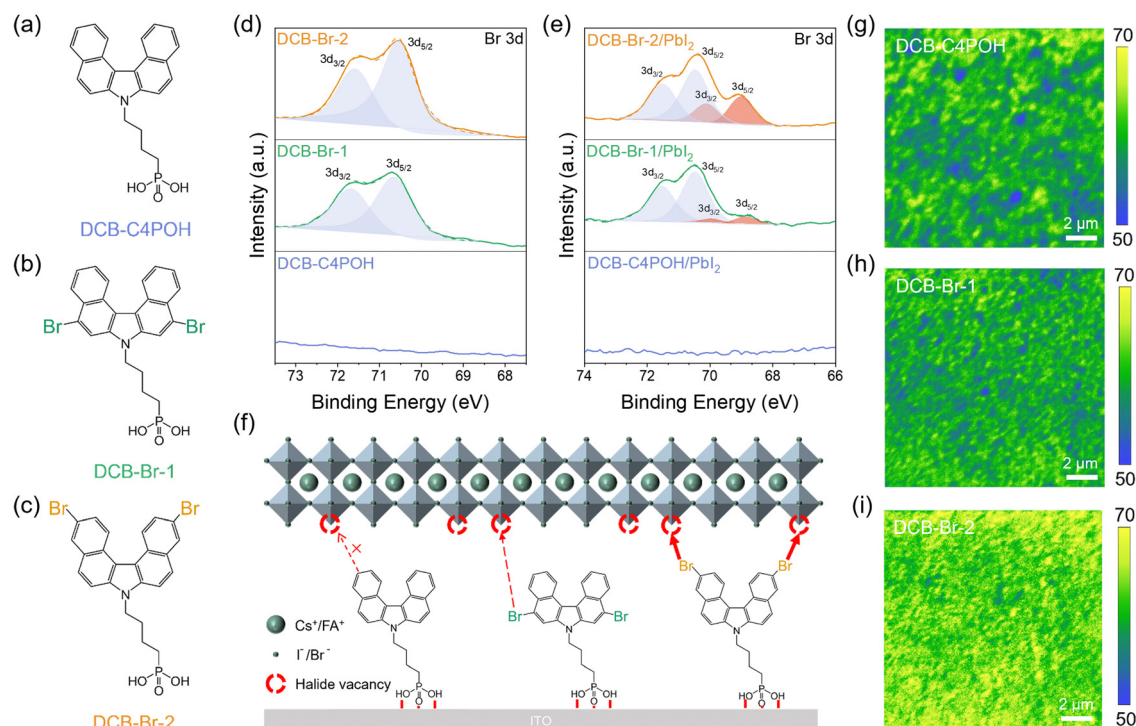 (a)
N
HO
P
OH
O
DCB-C4POH
(b)
Br
Br
N
HO
P
OH
O
DCB-Br-1
(c)
Br
Br
N
HO
P
OH
O
DCB-Br-2
(d)
DCB-Br-2
Br 3d
3d3/2
3d5/2
DCB-Br-1
3d3/2
3d5/2
DCB-C4POH
Intensity (a.u.)
73 72 71 70 69 68
Binding Energy (eV)
(e)
DCB-Br-2/PbI2
Br 3d
3d3/2
3d5/2
3d3/2
3d5/2
DCB-Br-1/PbI2
3d3/2
3d5/2
3d3/2
3d5/2
DCB-C4POH/PbI2
Intensity (a.u.)
74 72 70 68 66
Binding Energy (eV)
(f)
×
Br
Br
Br
Br
N
N
N
Cs+/FA+
I-/Br-
Halide vacancy
HO
P
OH
O
HO
P
OH
O
HO
P
OH
O
ITO
(g)
DCB-C4POH
2 µm
70
50
(h)
DCB-Br-1
2 µm
70
50
(i)
DCB-Br-2
2 µm
70
50